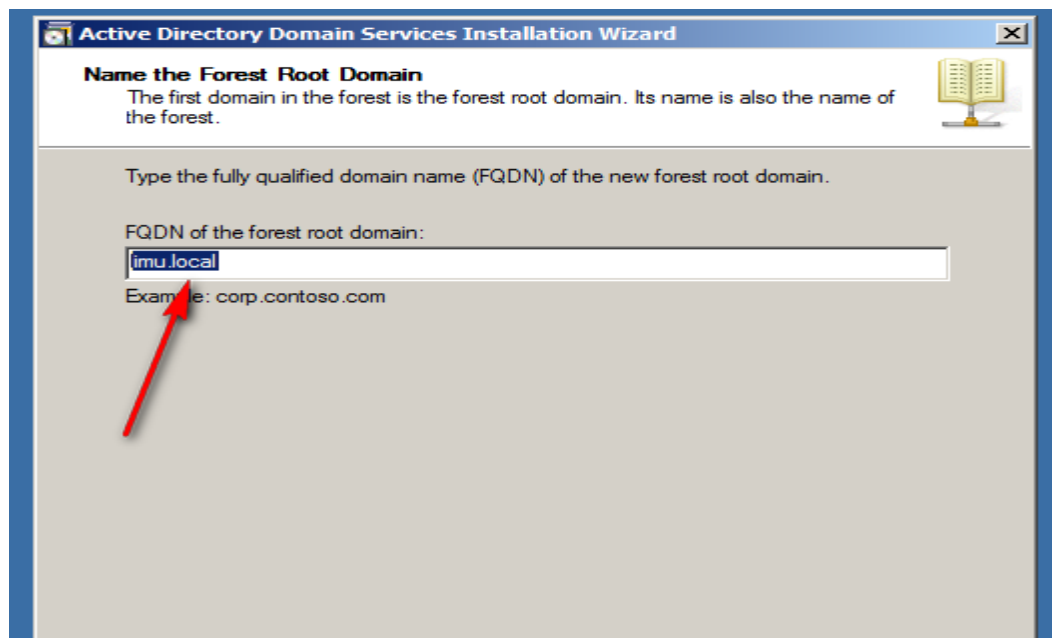 Active Directory Domain Services Installation Wizard
Name the Forest Root Domain
The first domain in the forest is the forest root domain. Its name is also the name of
the forest.
Type the fully qualified domain name (FQDN) of the new forest root domain.
FQDN of the forest root domain:
imu.local
Example: corp.contoso.com